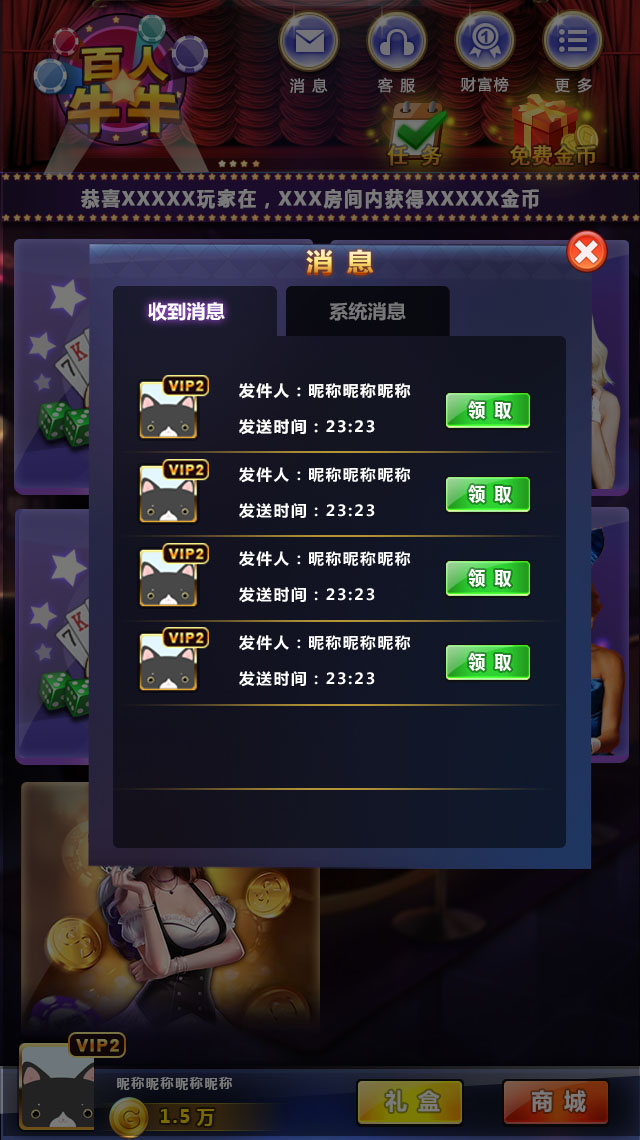 百人
牛牛
消息
客服
财富榜
更多
任务
免费金币
恭喜XXXXX玩家在，XXX房间内获得XXXXX金币
消息
收到消息
系统消息
VIP2
发件人：昵称昵称昵称
发送时间：23:23
领取
VIP2
发件人：昵称昵称昵称
发送时间：23:23
领取
VIP2
发件人：昵称昵称昵称
发送时间：23:23
领取
VIP2
发件人：昵称昵称昵称
发送时间：23:23
领取
7
K
7
K
VIP2
昵称昵称昵称昵称
G
1.5万
礼盒
商城